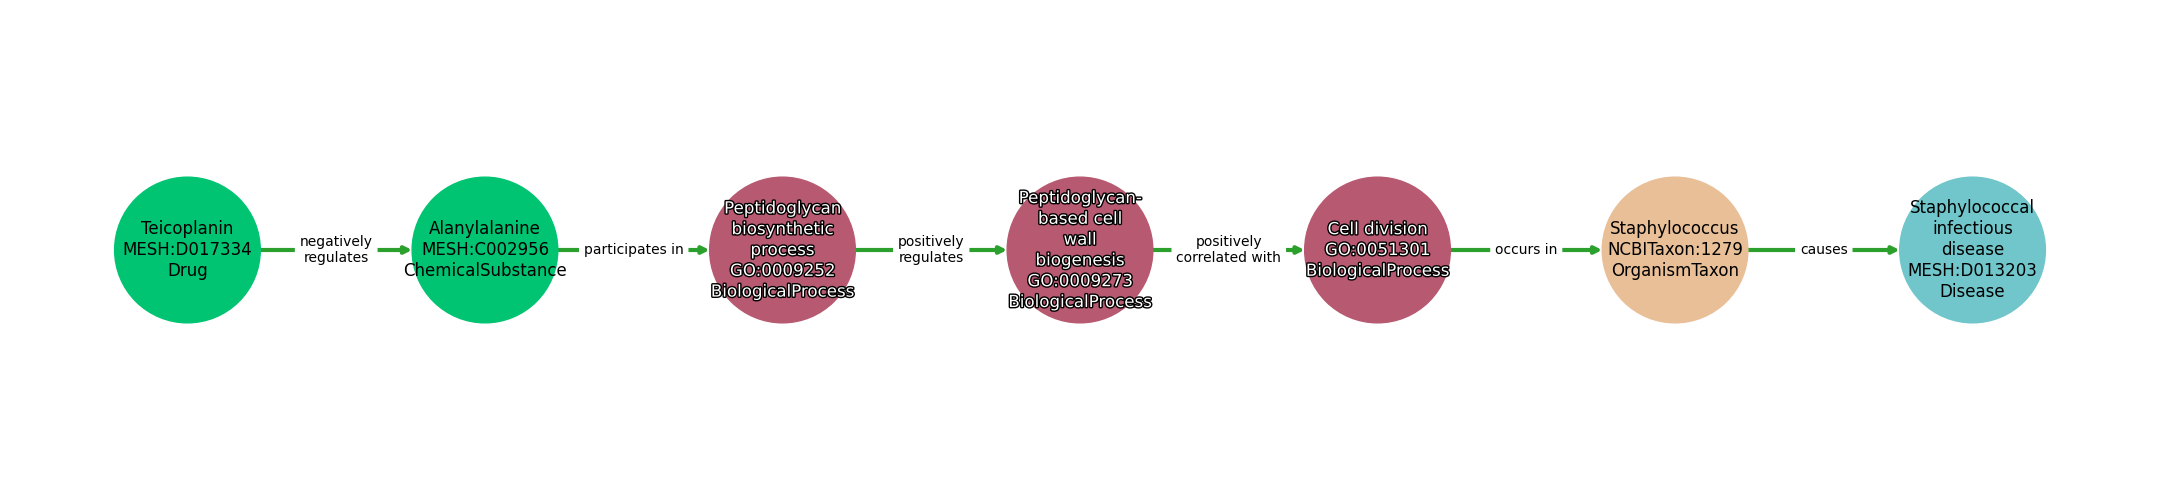 Teicoplanin
MESH:D017334
Drug
negatively
regulates
Alanylalanine
MESH:C002956
ChemicalSubstance
participates in
Peptidoglycan
biosynthetic
process
GO:0009252
BiologicalProcess
positively
regulates
Peptidoglycan-
based cell
wall
biogenesis
GO:0009273
BiologicalProcess
positively
correlated with
Cell division
GO:0051301
BiologicalProcess
occurs in
Staphylococcus
NCBITaxon:1279
OrganismTaxon
causes
Staphylococcal
infectious
disease
MESH:D013203
Disease